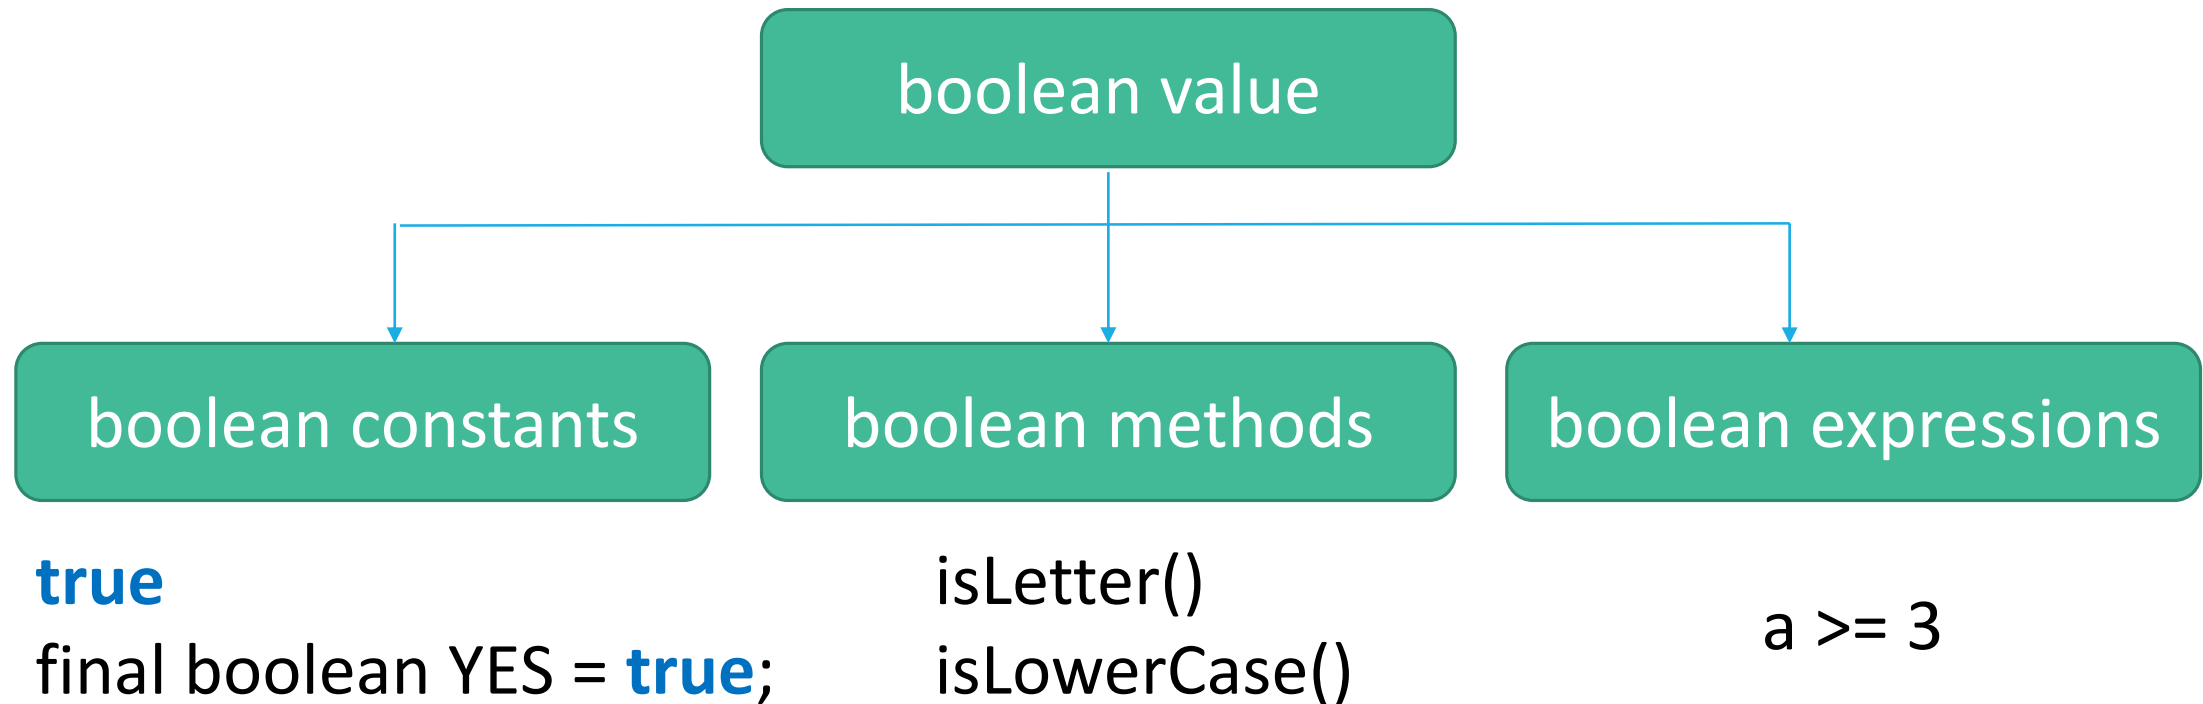 boolean value
boolean constants
boolean methods
boolean expressions
true
final boolean YES = true;
isLetter()
isLowerCase()
a >= 3